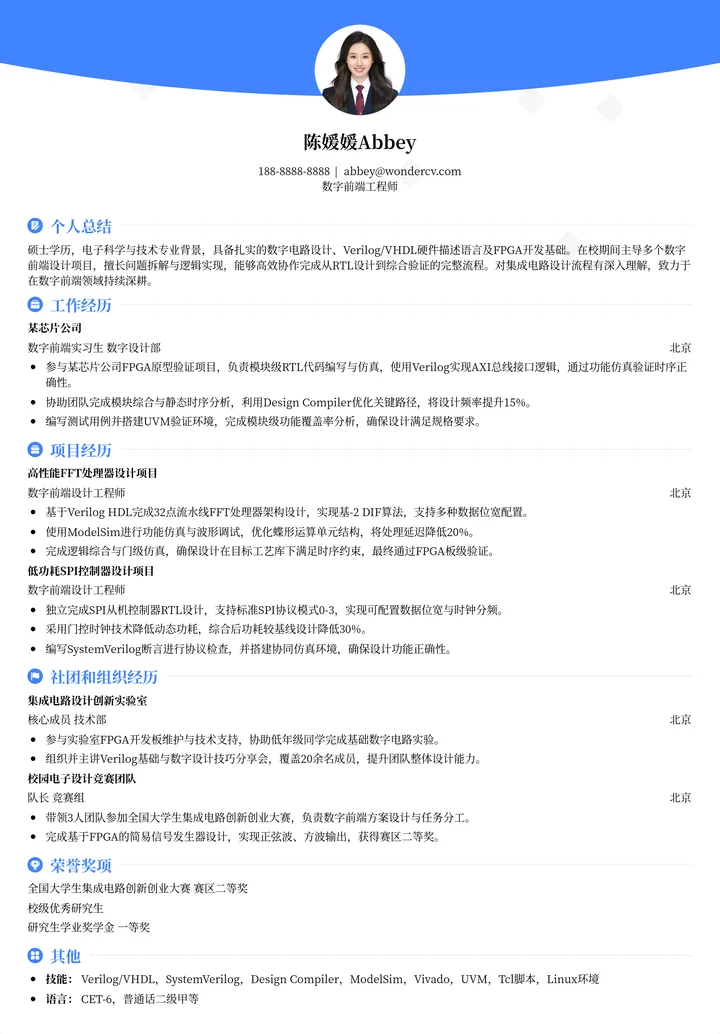 陈媛媛Abbey
188-8888-8888 | abbey@wondercv.com
数字前端工程师
个人总结
硕士学历，电子科学与技术专业背景，具备扎实的数字电路设计、Verilog/VHDL硬件描述语言及FPGA开发基础。在校期间主导多个数字
前端设计项目，擅长问题拆解与逻辑实现，能够高效协作完成从RTL设计到综合验证的完整流程。对集成电路设计流程有深入理解，致力于
在数字前端领域持续深耕。
工作经历
某芯片公司
数字前端实习生 数字设计部 北京
• 参与某芯片公司FPGA原型验证项目，负责模块级RTL代码编写与仿真，使用Verilog实现AXI总线接口逻辑，通过功能仿真验证时序正
确性。
• 协助团队完成模块综合与静态时序分析，利用Design Compiler优化关键路径，将设计频率提升15%。
• 编写测试用例并搭建UVM验证环境，完成模块级功能覆盖率分析，确保设计满足规格要求。
项目经历
高性能FFT处理器设计项目
数字前端设计工程师 北京
• 基于Verilog HDL完成32点流水线FFT处理器架构设计，实现基-2 DIF算法，支持多种数据位宽配置。
• 使用ModelSim进行功能仿真与波形调试，优化蝶形运算单元结构，将处理延迟降低20%。
• 完成逻辑综合与门级仿真，确保设计在目标工艺库下满足时序约束，最终通过FPGA板级验证。
低功耗SPI控制器设计项目
数字前端设计工程师 北京
• 独立完成SPI从机控制器RTL设计，支持标准SPI协议模式0-3，实现可配置数据位宽与时钟分频。
• 采用门控时钟技术降低动态功耗，综合后功耗较基线设计降低30%。
• 编写SystemVerilog断言进行协议检查，并搭建协同仿真环境，确保设计功能正确性。
社团和组织经历
集成电路设计创新实验室
核心成员 技术部 北京
• 参与实验室FPGA开发板维护与技术支持，协助低年级同学完成基础数字电路实验。
• 组织并主讲Verilog基础与数字设计技巧分享会，覆盖20余名成员，提升团队整体设计能力。
校园电子设计竞赛团队
队长 竞赛组 北京
• 带领3人团队参加全国大学生集成电路创新创业大赛，负责数字前端方案设计与任务分工。
• 完成基于FPGA的简易信号发生器设计，实现正弦波、方波输出，获得赛区二等奖。
荣誉奖项
全国大学生集成电路创新创业大赛 赛区二等奖
校级优秀研究生
研究生学业奖学金 一等奖
其他
• 技能： Verilog/VHDL，SystemVerilog，Design Compiler，ModelSim，Vivado，UVM，Tcl脚本，Linux环境
• 语言： CET-6，普通话二级甲等